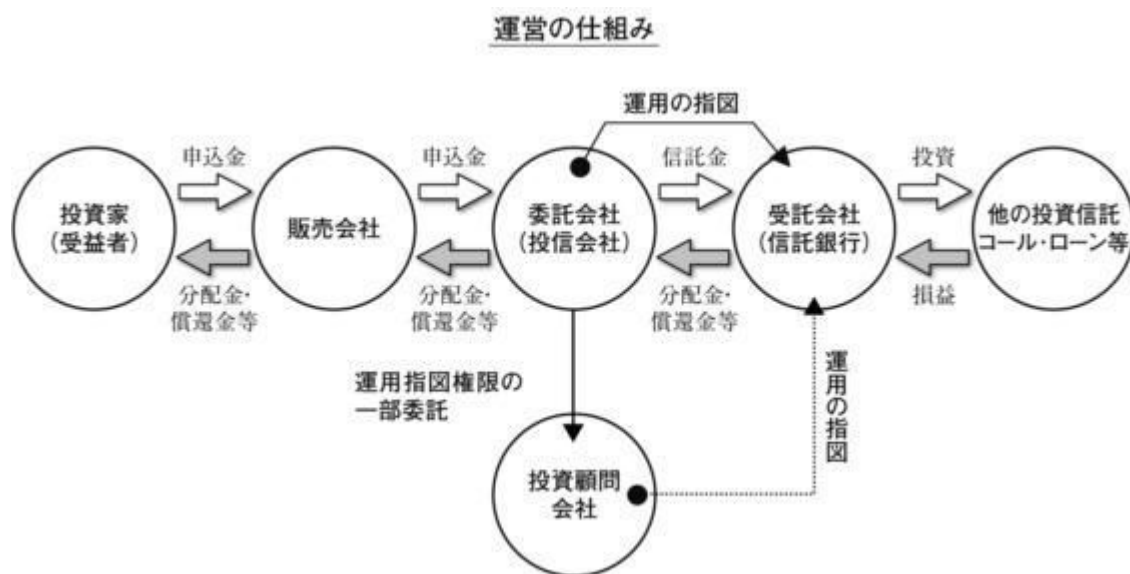 運営の仕組み
運用の指図
申込金
申込金
信託金
投資
投資家
(受益者)
販売会社
委託会社
(投信会社)
受託会社
(信託銀行)
他の投資信託
コール・ローン等
分配金・
償還金等
分配金・
償還金等
分配金・
償還金等
損益
運用指図権限の
一部委託
運用の指図
投資顧問
会社